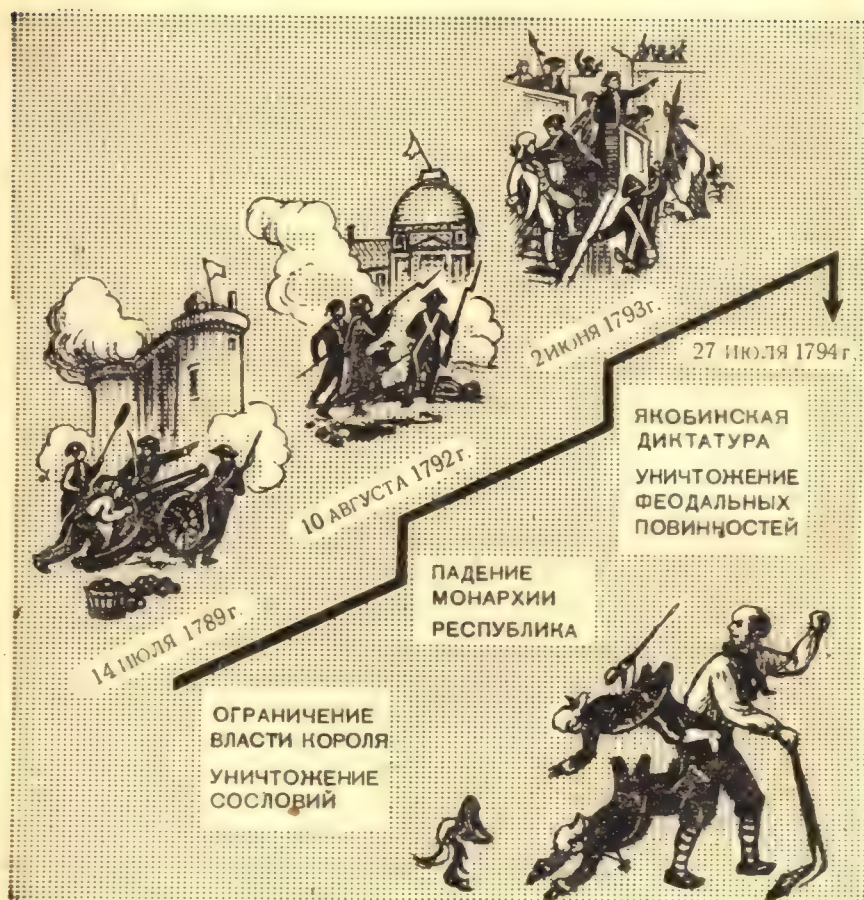 2 ИЮНЯ 1793г.
27 ИЮЛЯ 1794г.
ЯКОБИНСКАЯ
ДИКТАТУРА
УНИЧТОЖЕНИЕ
ФЕОДАЛЬНЫХ
ПОВИННОСТЕЙ
10 АВГУСТА 1792г.
ПАДЕНИЕ
МОНАРХИИ
РЕСПУБЛИКА
14 ИЮЛЯ 1789г.
ОГРАНИЧЕНИЕ
ВЛАСТИ КОРОЛЯ
УНИЧТОЖЕНИЕ
СОСЛОВИЙ